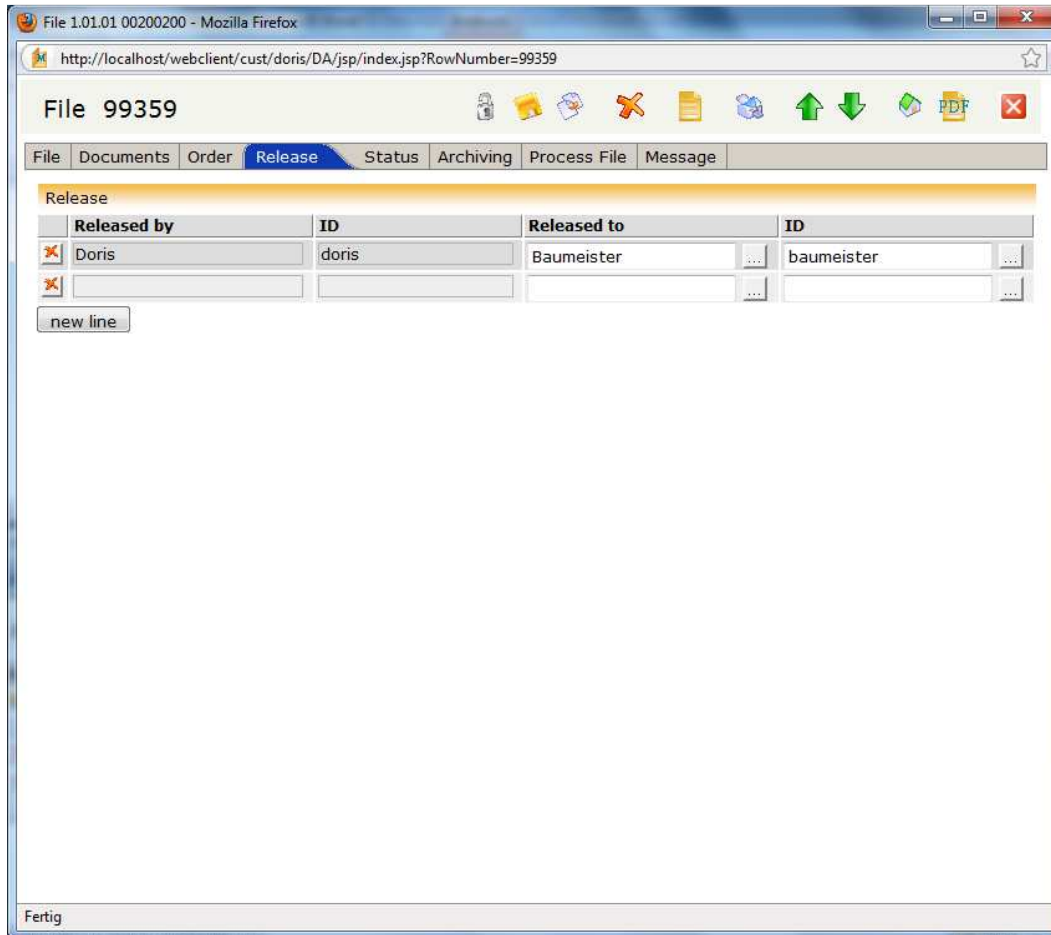 File 1.01.01 00200200 - Mozilla Firefox
http://localhost/webclient/cust/doris/DA/jsp/index.jsp?RowNumber=99359
File 99359
PDF
File Documents Order Release Status Archiving Process File Message
Release
Released by ID Released to ID
Doris doris Baumeister ... baumeister ...
... ...
new line
Fertig